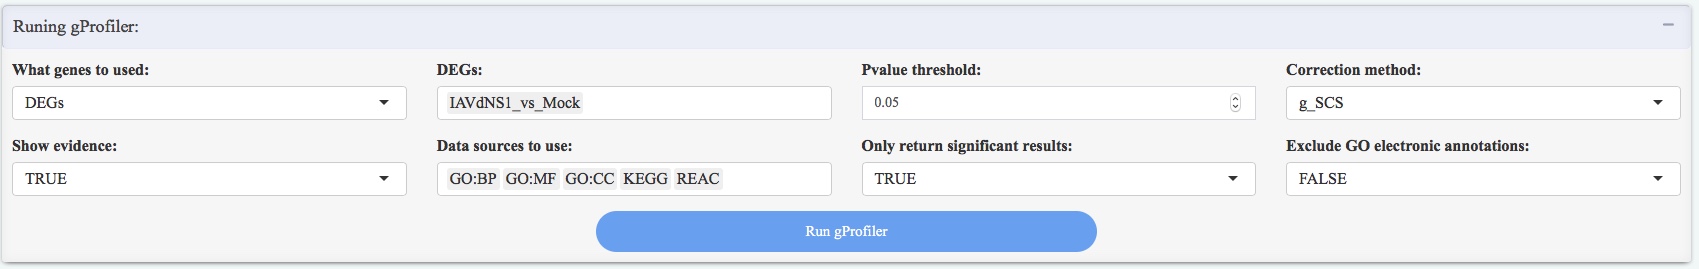 Runing gProfiler:
What genes to used: DEGs: Pvalue threshold: Correction method:
DEGs IAVdNS1_vs_Mock 0.05 g_SCS
Show evidence: Data sources to use: Only return significant results: Exclude GO electronic annotations:
TRUE GO:BP GO:MF GO:CC KEGG REAC TRUE FALSE
Run gProfiler